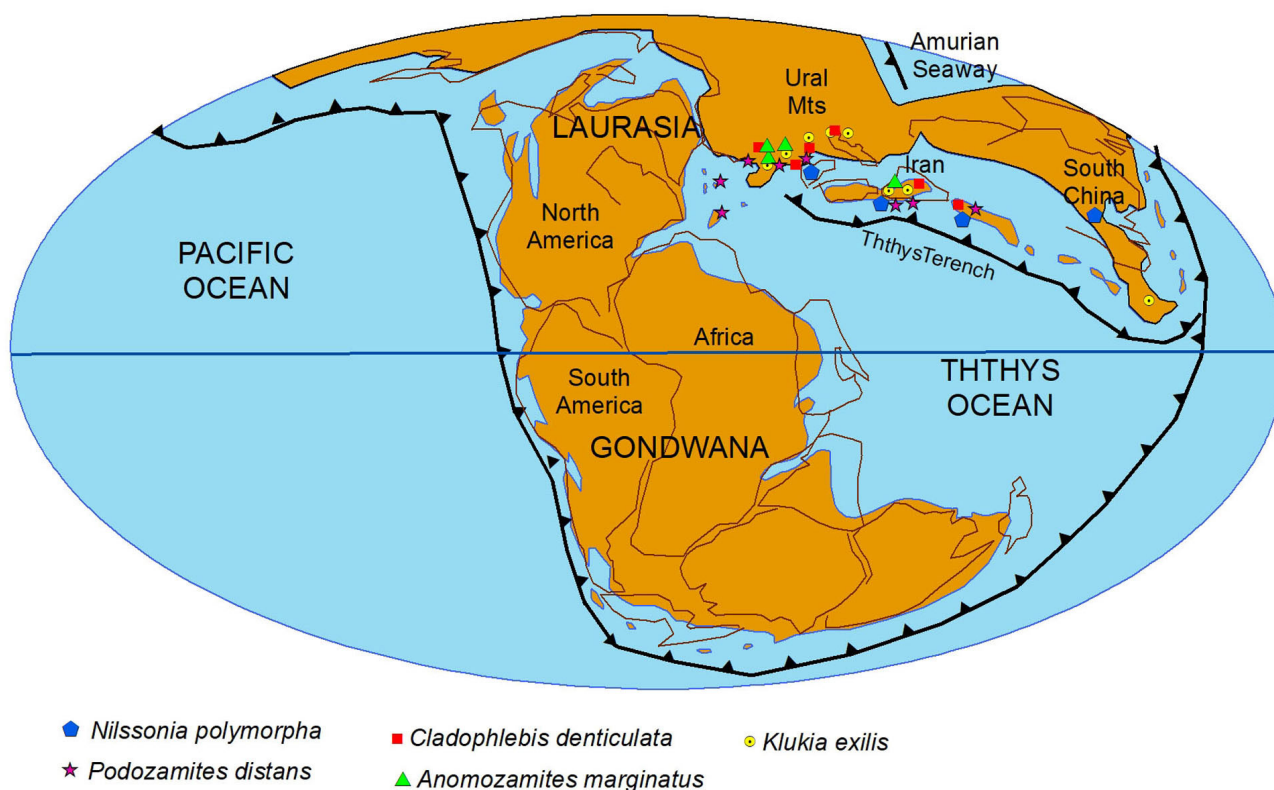 Amurian
Seaway
Ural
Mts
LAURASIA
Iran
South
China
North
America
PACIFIC
OCEAN
ThthysTerench
Africa
THTHYS
OCEAN
South
America
GONDWANA
Nilssonia polymorpha
Cladophlebis denticulata
Klukia exilis
Podozamites distans
Anomozamites marginatus